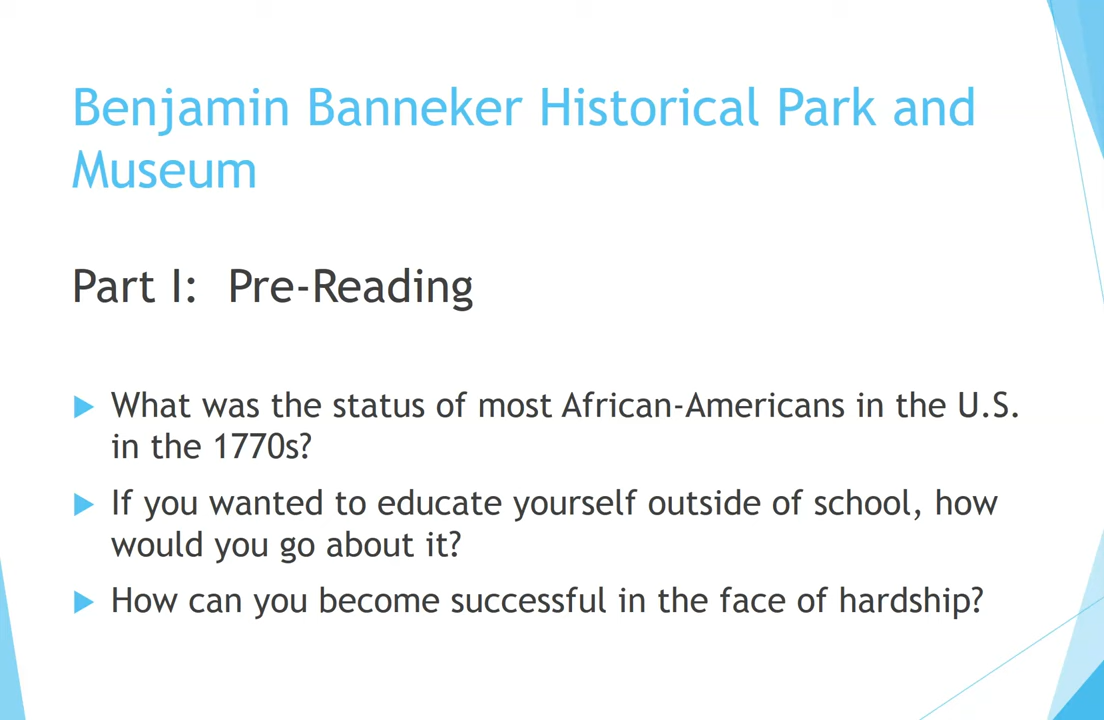 Benjamin Banneker Historical Park and
Museum
Part I:  Pre-Reading
What was the status of most African-Americans in the U.S.
in the 1770s?
If you wanted to educate yourself outside of school, how
would you go about it?
How can you become successful in the face of hardship?